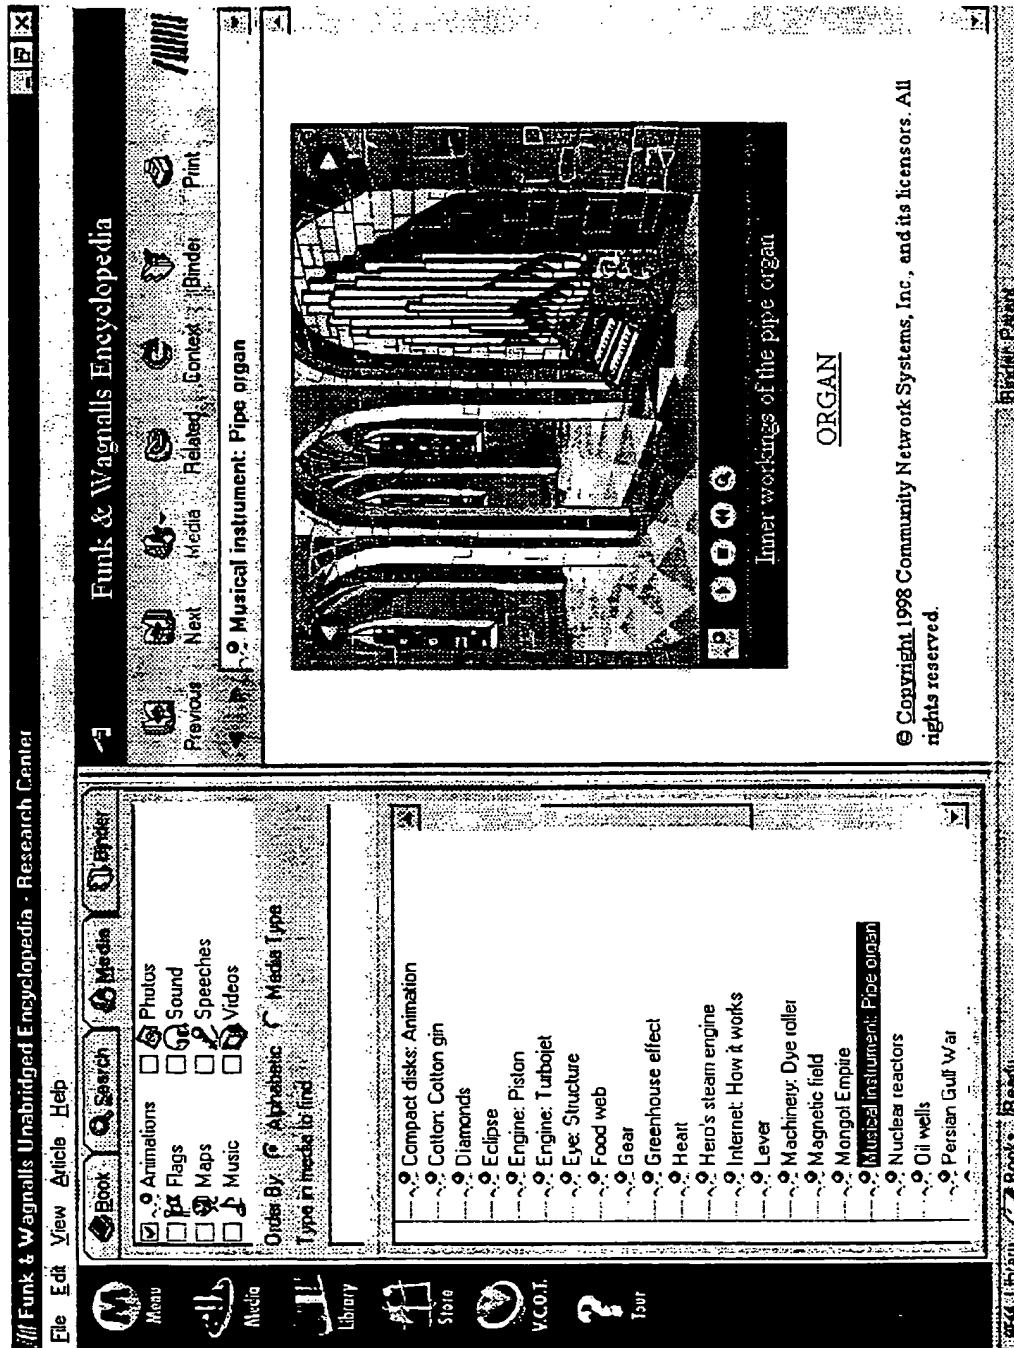 Funk & Wagnalls Unabridged Encyclopedia - Research Center
File Edit View Article Help
Menu
Media
Library
Store
V.C.O.T.
Tour
Book Search Media Binder
Animations Photos
Flags Sound
Maps Speeches
Music Videos
Order By: Alphabetic Media Type
Type in media to find
Compact disks: Animation
Cotton: Cotton gin
Diamonds
Eclipse
Engine: Piston
Engine: Turbojet
Eye: Structure
Food web
Gear
Greenhouse effect
Heart
Hero's steam engine
Internet: How it works
Lever
Machinery: Dye roller
Magnetic field
Mongol Empire
Musical instrument: Pipe organ
Nuclear reactors
Oil wells
Persian Gulf War
Funk & Wagnalls Encyclopedia
Previous Next Media Related Context Binder Print
Musical instrument: Pipe organ
Inner workings of the pipe organ
ORGAN
© Copyright 1998 Community Network Systems, Inc., and its licensors. All
rights reserved.